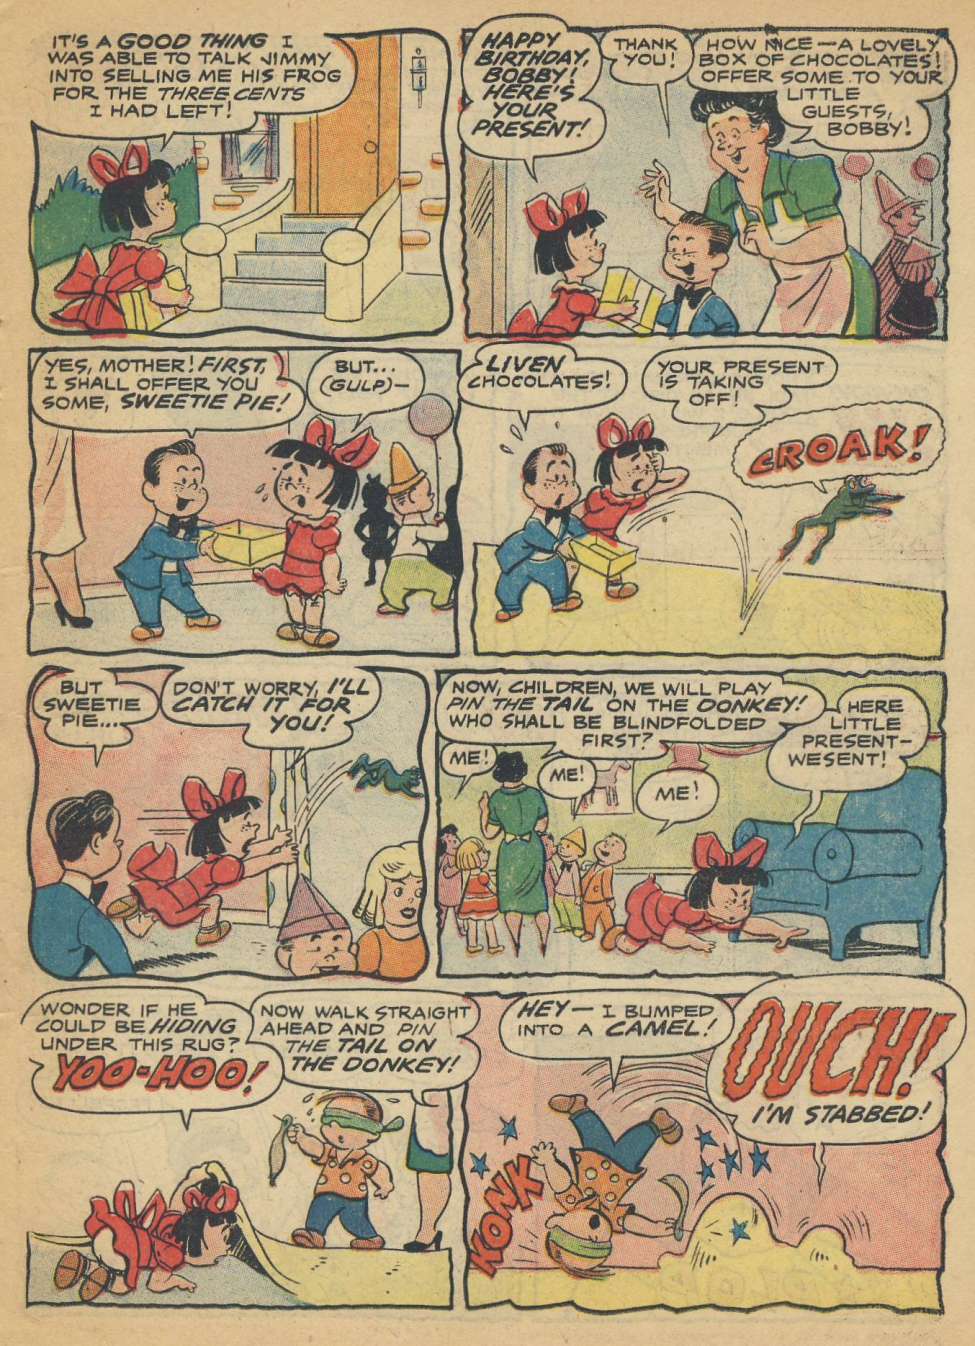 IT'S A GOOD THING I
WAS ABLE TO TALK JIMMY
INTO SELLING ME HIS FROG
FOR THE THREE CENTS
I HAD LEFT!
HAPPY
BIRTHDAY,
BOBBY!
HERE'S
YOUR
PRESENT!
THANK
YOU!
HOW NICE—A LOVELY
BOX OF CHOCOLATES!
OFFER SOME TO YOUR
LITTLE
GUESTS,
BOBBY!
YES, MOTHER! FIRST,
I SHALL OFFER YOU
SOME, SWEETIE PIE!
BUT...
(GULP)—
LIVEN
CHOCOLATES!
YOUR PRESENT
IS TAKING
OFF!
CROAK!
BUT
SWEETIE
PIE...
DON'T WORRY, I'LL
CATCH IT FOR
YOU!
NOW, CHILDREN, WE WILL PLAY
PIN THE TAIL ON THE DONKEY!
WHO SHALL BE BLINDFOLDED
FIRST?
ME!
ME!
ME!
HERE
LITTLE
PRESENT—
WESENT!
WONDER IF HE
COULD BE HIDING
UNDER THIS RUG?
YOO-HOO!
NOW WALK STRAIGHT
AHEAD AND PIN
THE TAIL ON
THE DONKEY!
HEY— I BUMPED
INTO A CAMEL!
KONK
OUCH!
I'M STABBED!